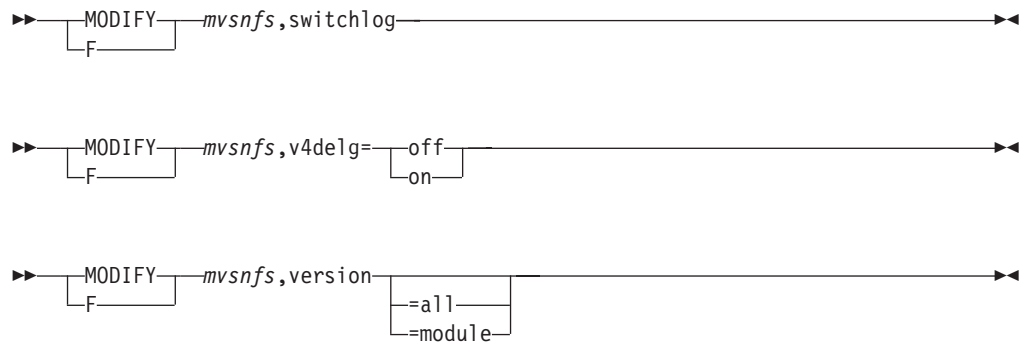 MODIFY mvsnfs,switchlog
F
MODIFY mvsnfs,v4delg= off
F on
MODIFY mvsnfs,version
F =all
=module